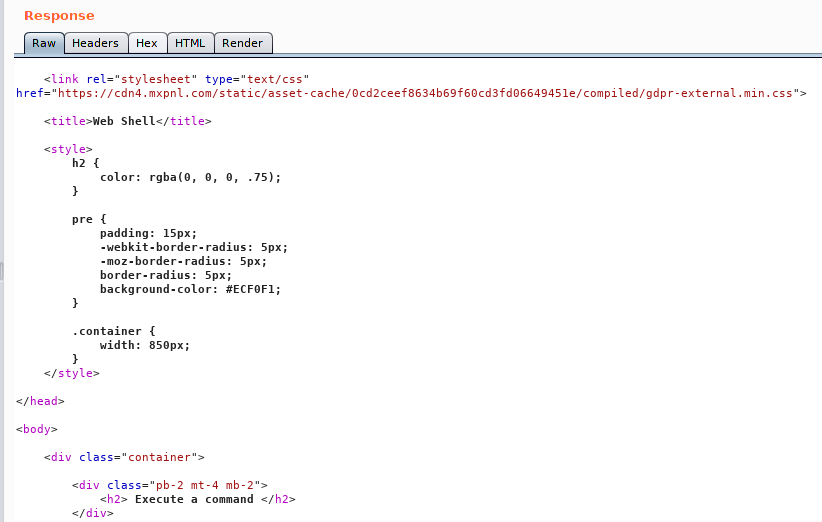 Response
Raw Headers Hex HTML Render
<link rel="stylesheet" type="text/css"
href="https://cdn4.mxpnl.com/static/asset-cache/0cd2ceef8634b69f60cd3fd06649451e/compiled/gdpr-external.min.css">
<title>Web Shell</title>
<style>
h2 {
color: rgba(0, 0, 0, .75);
}
pre {
padding: 15px;
-webkit-border-radius: 5px;
-moz-border-radius: 5px;
border-radius: 5px;
background-color: #ECF0F1;
}
.container {
width: 850px;
}
</style>
</head>
<body>
<div class="container">
<div class="pb-2 mt-4 mb-2">
<h2> Execute a command </h2>
</div>